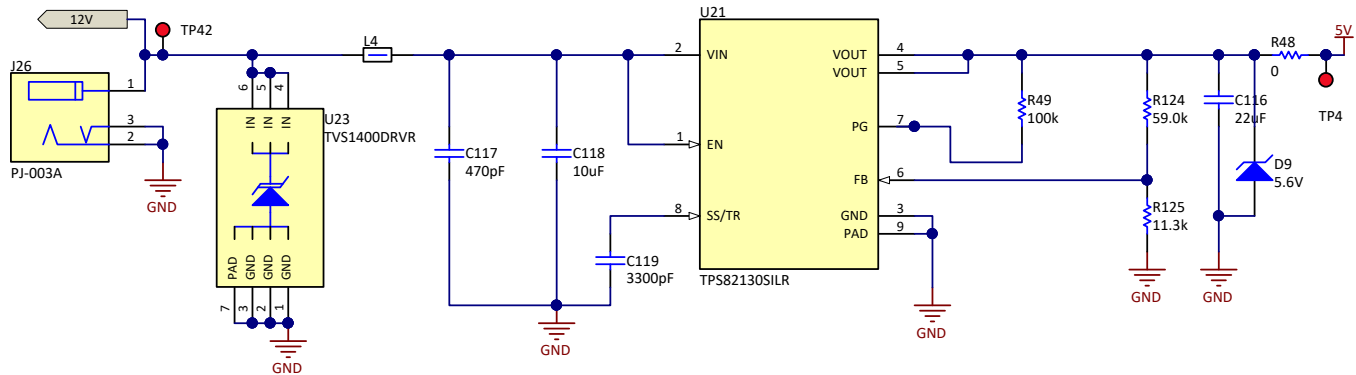 12V
TP42
J26
1
3
2
PJ-003A
GND
L4
6
5
4
IN
IN
IN
U23
TVS1400DRVR
PAD
GND
GND
GND
7
3
2
1
GND
C117
470pF
C118
10uF
C119
3300pF
GND
U21
2
VIN
1
EN
8
SS/TR
VOUT
4
VOUT
5
PG
7
FB
6
GND
3
PAD
9
TPS82130SILR
GND
R49
100k
R124
59.0k
R125
11.3k
GND
C116
22uF
GND
D9
5.6V
R48
0
5V
TP4